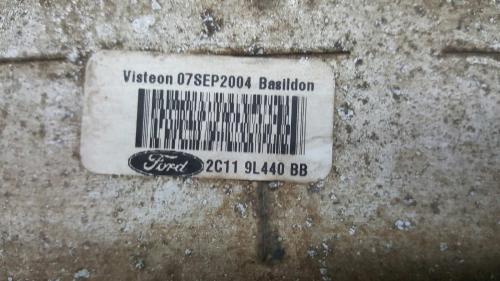 Visteon 07SEP2004 Basildon
Ford 2C11 9L440 BB